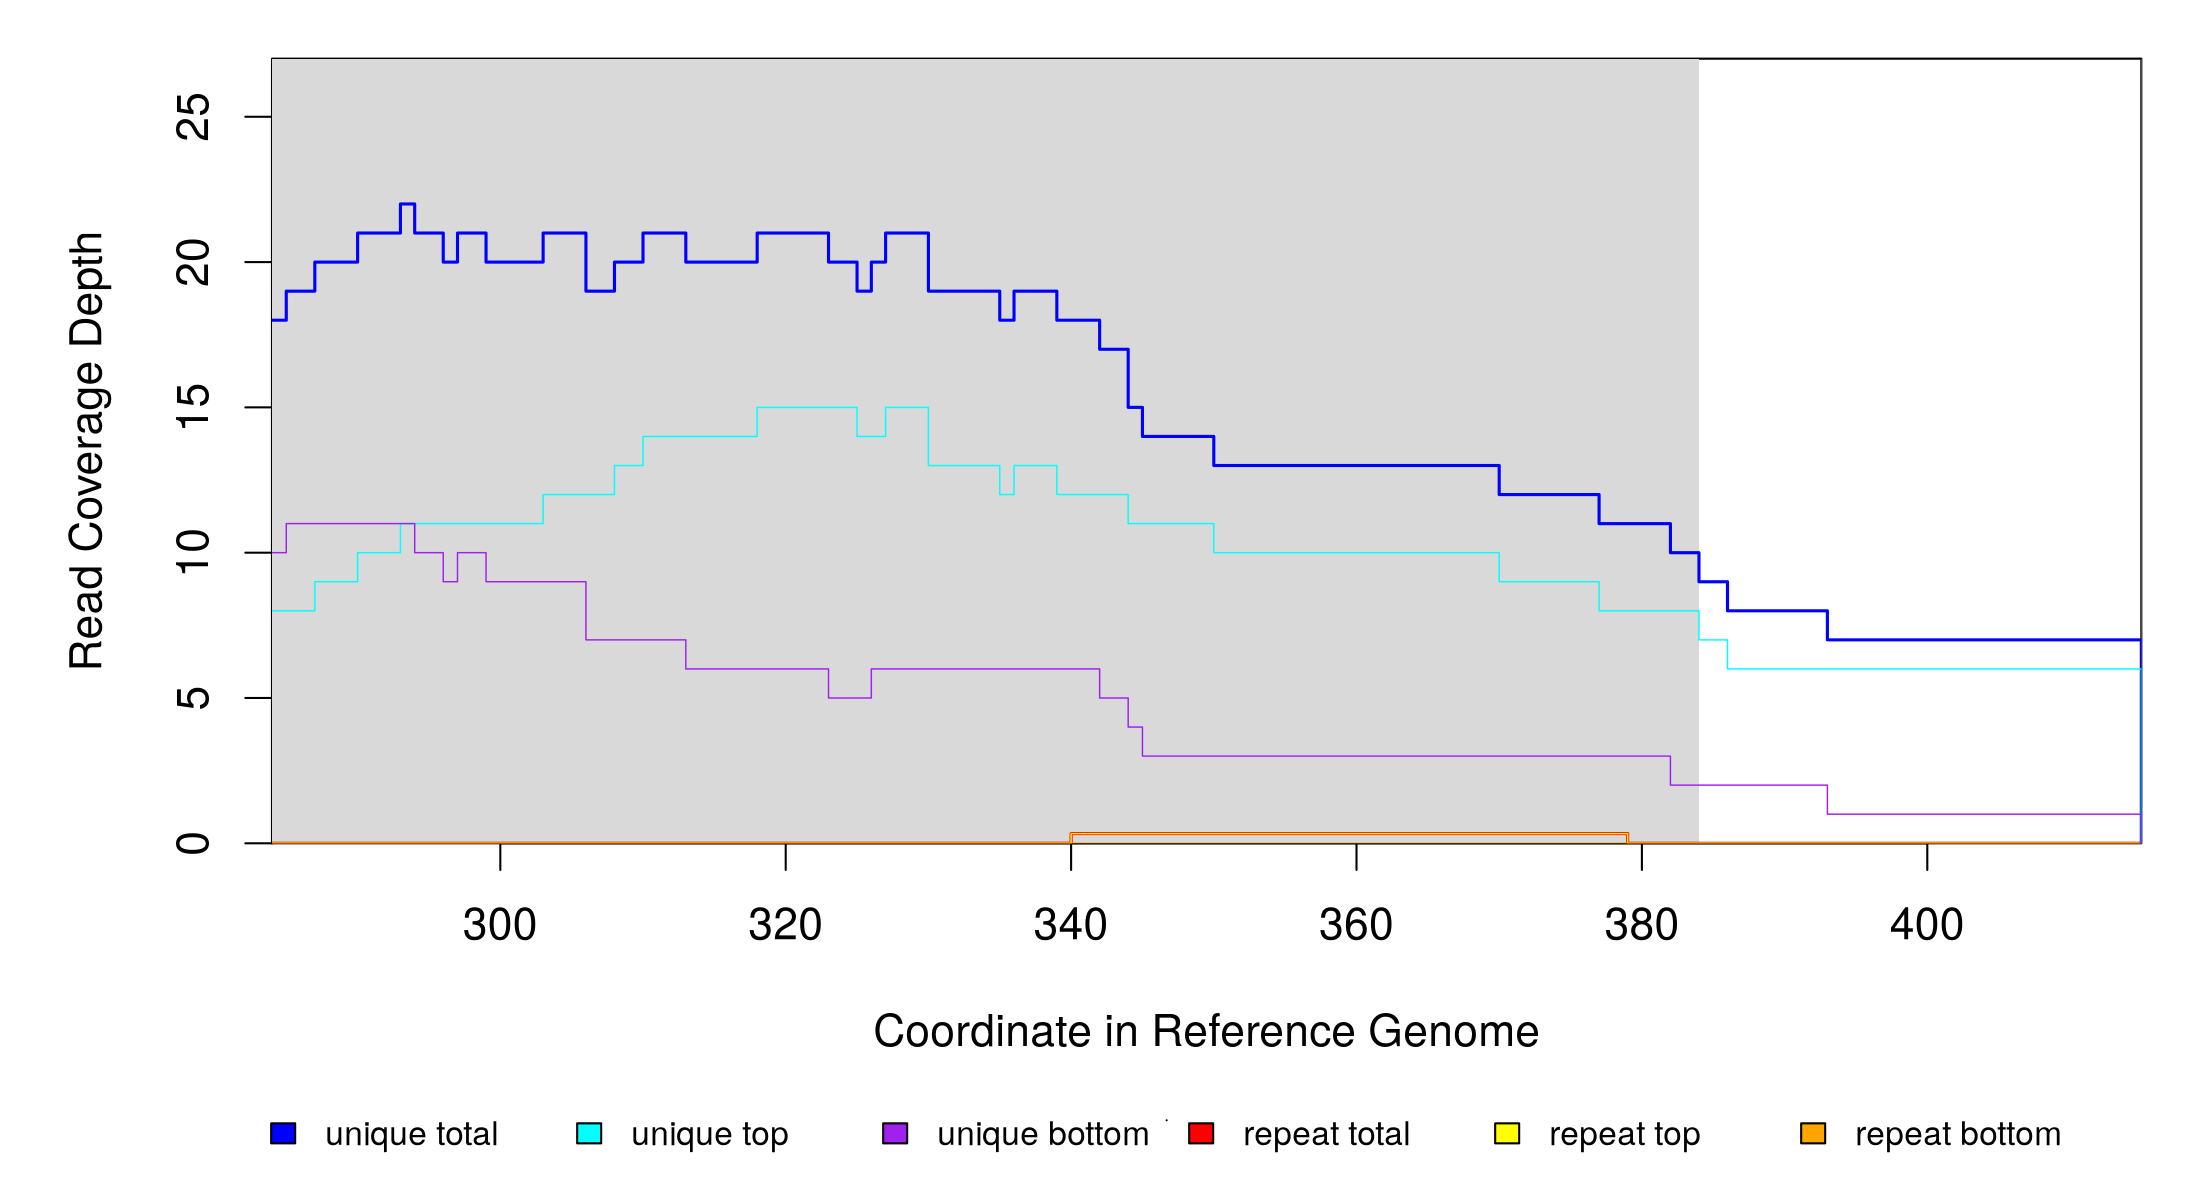 Read Coverage Depth
25
20
15
10
5
0
300 320 340 360 380 400
Coordinate in Reference Genome
unique total unique top unique bottom repeat total repeat top repeat bottom